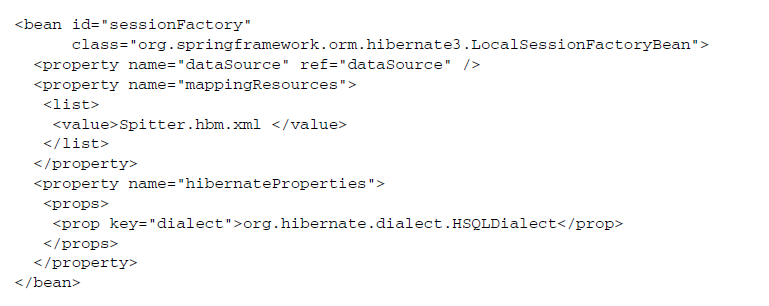 <bean id="sessionFactory"
class="org.springframework.orm.hibernate3.LocalSessionFactoryBean">
<property name="dataSource" ref="dataSource" />
<property name="mappingResources">
<list>
<value>Spitter.hbm.xml </value>
</list>
</property>
<property name="hibernateProperties">
<props>
<prop key="dialect">org.hibernate.dialect.HSQLDialect</prop>
</props>
</property>
</bean>